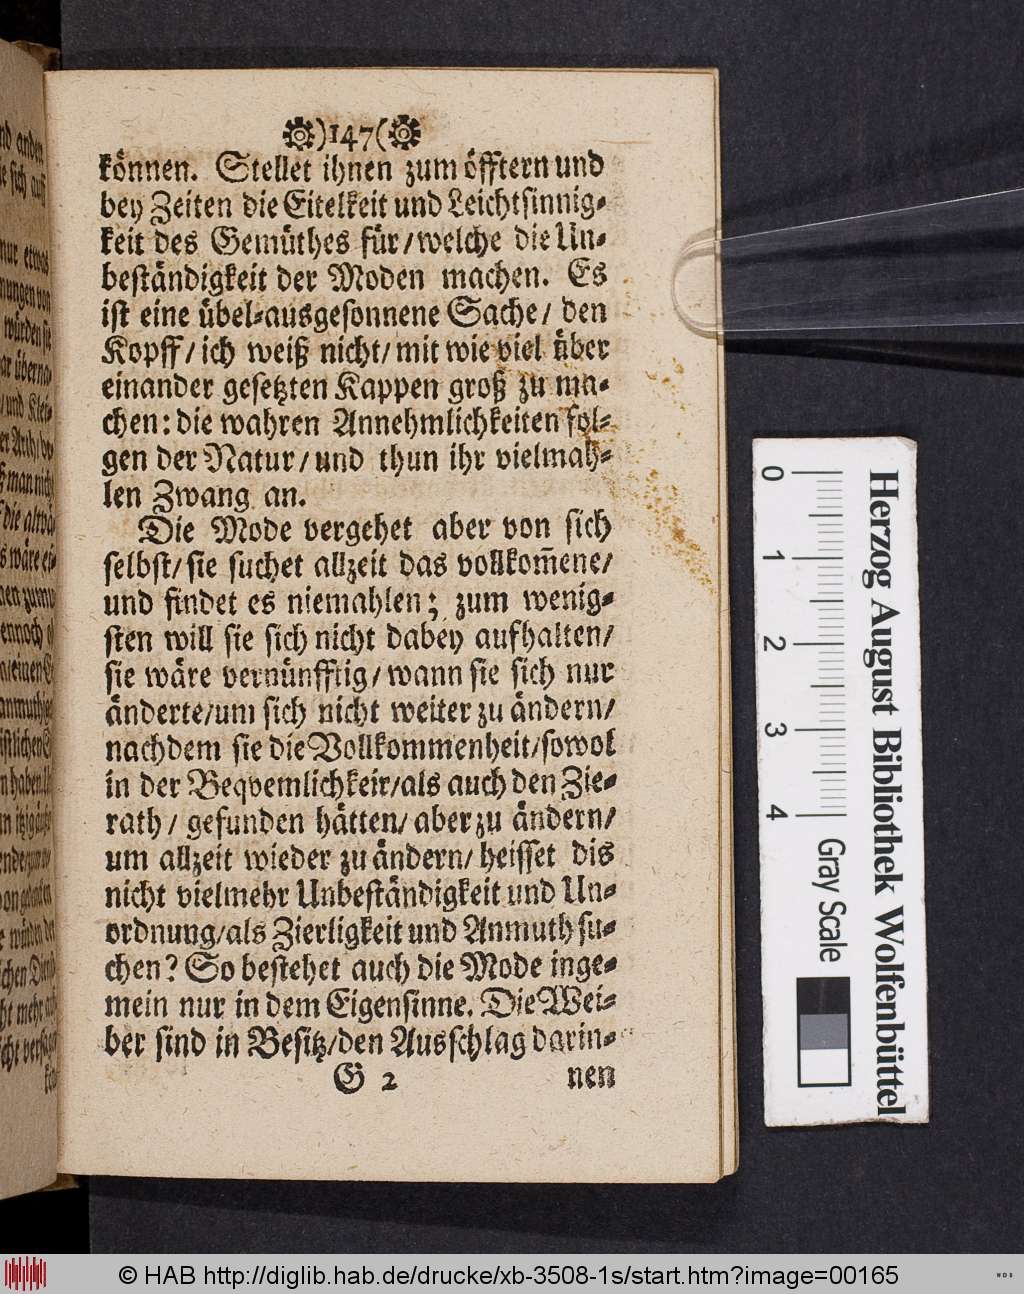 )147(
können. Stellet ihnen zum öfftern und
bey Zeiten die Eitelkeit und Leichtsinnig-
keit des Gemüthes für/welche die Un-
beständigkeit der Moden machen. Es
ist eine übel-ausgesonnene Sache/ den
Kopff/ich weiß nicht/mit wie viel über
einander gesetzten Kappen groß zu ma-
chen: die wahren Annehmlichkeiten fol-
gen der Natur/und thun ihr vielmah-
len Zwang an.
Die Mode vergehet aber von sich
selbst/sie suchet allzeit das vollkom̃ene/
und findet es niemahlen; zum wenig-
sten will sie sich nicht dabey aufhalten/
sie wäre vernünfftig/wann sie sich nur
änderte/um sich nicht weiter zu ändern/
nachdem sie die Vollkommenheit/sowol
in der Beqvemlichkeir/als auch den Zie-
rath/ gefunden hätten/aber zu ändern/
um allzeit wieder zu ändern/heisset dis
nicht vielmehr Unbeständigkeit und Un-
ordnung/als Zierligkeit und Anmuth su-
chen? So bestehet auch die Mode inge-
mein nur in dem Eigensinne. Die Wei-
ber sind in Besitz/den Ausschlag darin-
G 2 nen
Herzog August Bibliothek Wolfenbüttel
0 1 2 3 4 Gray Scale
© HAB http://diglib.hab.de/drucke/xb-3508-1s/start.htm?image=00165